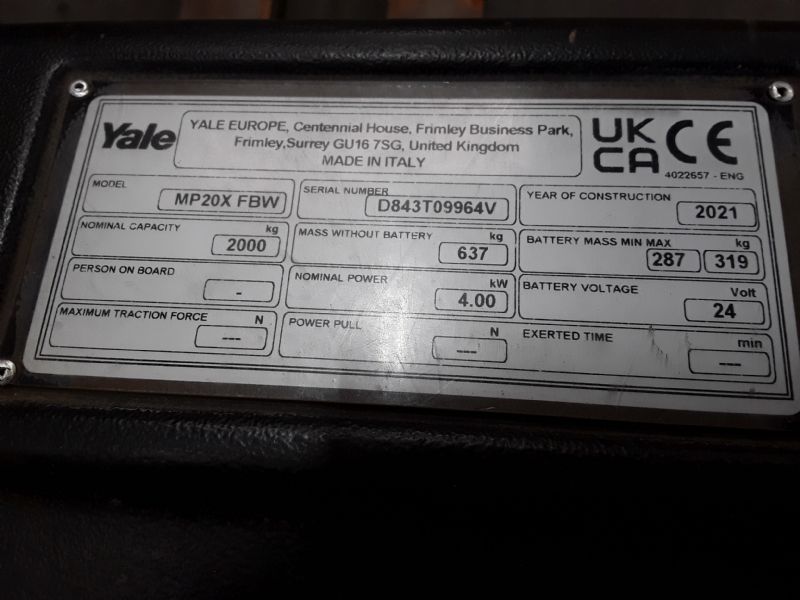 Yale
YALE EUROPE, Centennial House, Frimley Business Park,
Frimley,Surrey GU16 7SG, United Kingdom
MADE IN ITALY
UK
CA
CE
4022657 - ENG
MODEL
MP20X FBW
SERIAL NUMBER
D843T09964V
YEAR OF CONSTRUCTION
2021
NOMINAL CAPACITY kg
2000
MASS WITHOUT BATTERY kg
637
BATTERY MASS MIN MAX kg
287 319
PERSON ON BOARD
-
NOMINAL POWER kW
4.00
BATTERY VOLTAGE Volt
24
MAXIMUM TRACTION FORCE N
---
POWER PULL N
---
EXERTED TIME min
---